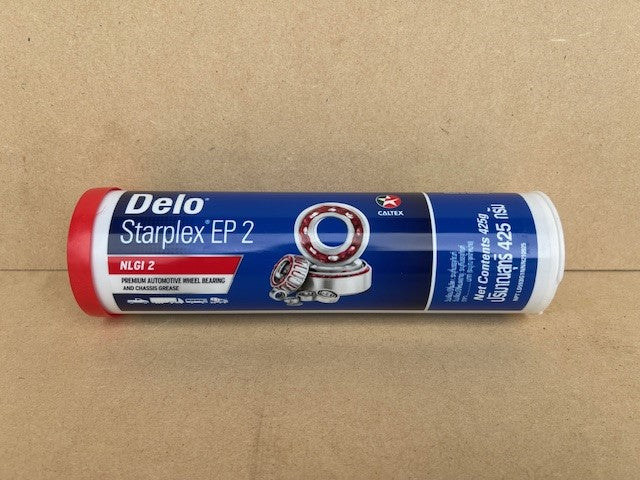 Delo®
Starplex® EP 2
NLGI 2
PREMIUM AUTOMOTIVE WHEEL BEARING
AND CHASSIS GREASE
CALTEX
Net Contents 425g
ปริมาณสุทธิ 425 กรัม